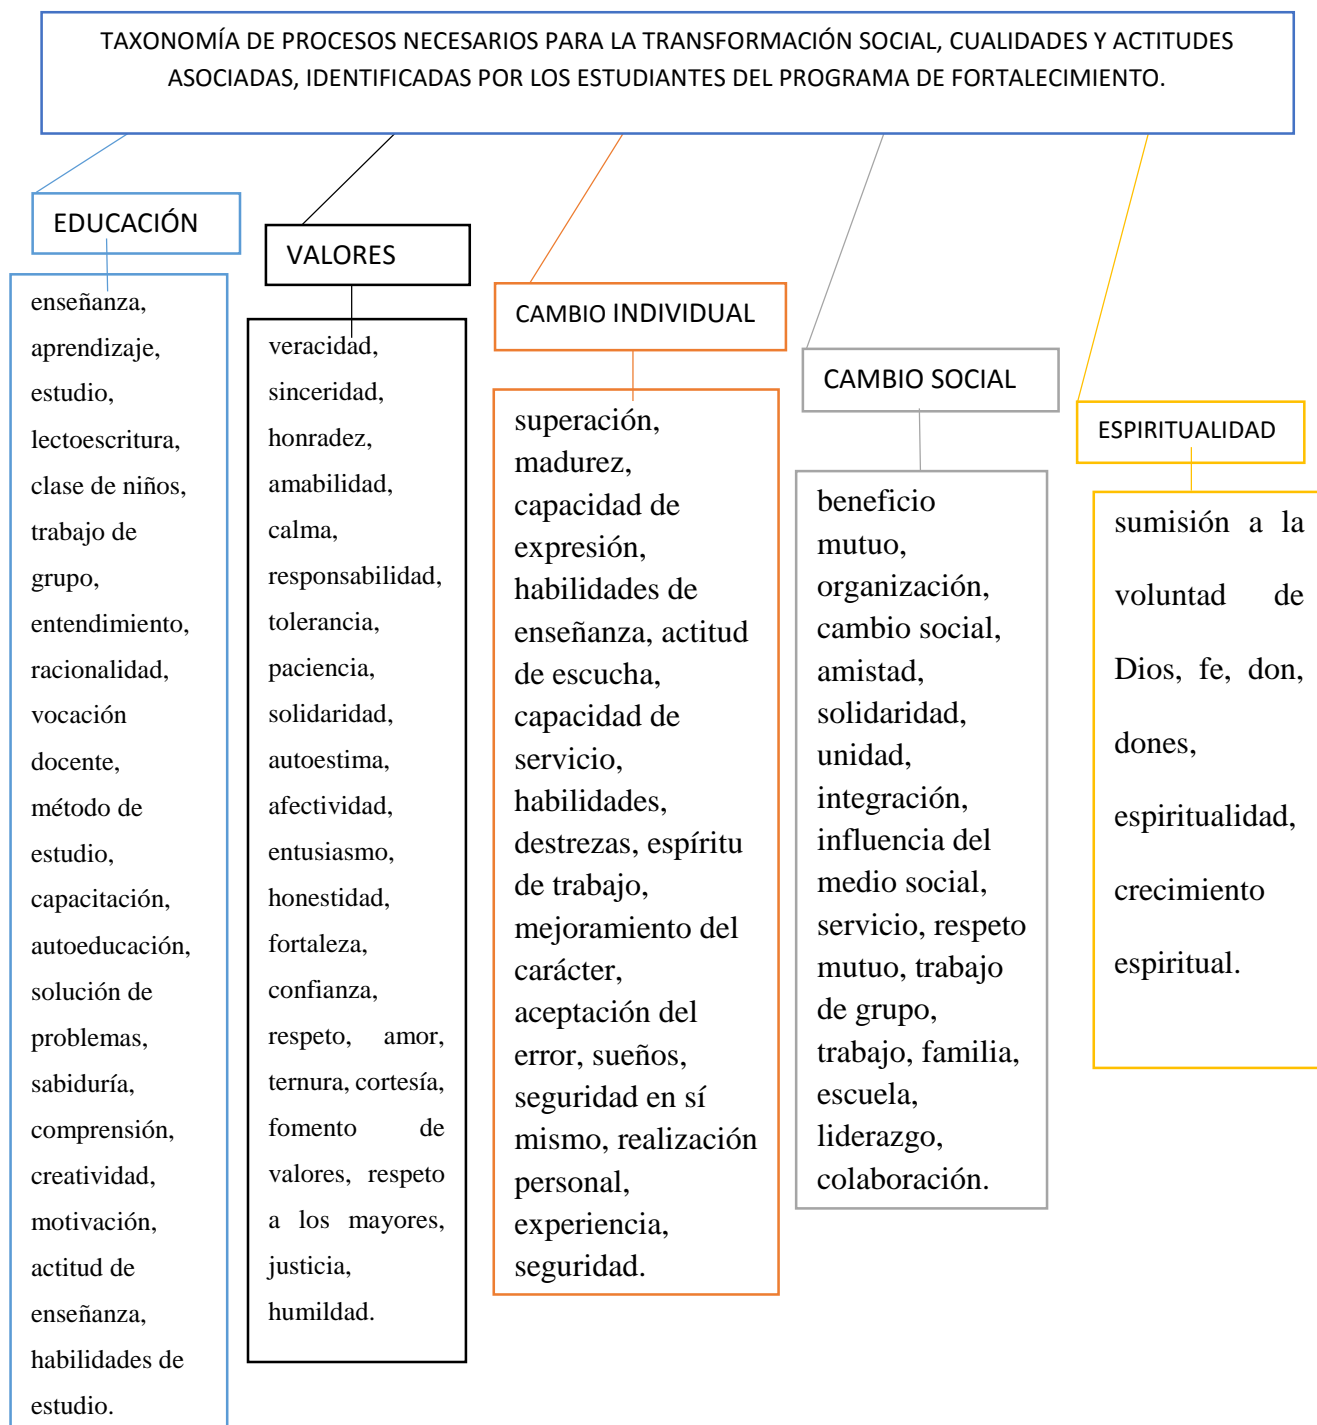 TAXONOMÍA DE PROCESOS NECESARIOS PARA LA TRANSFORMACIÓN SOCIAL, CUALIDADES Y ACTITUDES
ASOCIADAS, IDENTIFICADAS POR LOS ESTUDIANTES DEL PROGRAMA DE FORTALECIMIENTO.
EDUCACIÓN
enseñanza,
aprendizaje,
estudio,
lectoescritura,
clase de niños,
trabajo de
grupo,
entendimiento,
racionalidad,
vocación
docente,
método de
estudio,
capacitación,
autoeducación,
solución de
problemas,
sabiduría,
comprensión,
creatividad,
motivación,
actitud de
enseñanza,
habilidades de
estudio.
VALORES
veracidad,
sinceridad,
honradez,
amabilidad,
calma,
responsabilidad,
tolerancia,
paciencia,
solidaridad,
autoestima,
afectividad,
entusiasmo,
honestidad,
fortaleza,
confianza,
respeto, amor,
ternura, cortesía,
fomento de
valores, respeto
a los mayores,
justicia,
humildad.
CAMBIO INDIVIDUAL
superación,
madurez,
capacidad de
expresión,
habilidades de
enseñanza, actitud
de escucha,
capacidad de
servicio,
habilidades,
destrezas, espíritu
de trabajo,
mejoramiento del
carácter,
aceptación del
error, sueños,
seguridad en sí
mismo, realización
personal,
experiencia,
seguridad.
CAMBIO SOCIAL
beneficio
mutuo,
organización,
cambio social,
amistad,
solidaridad,
unidad,
integración,
influencia del
medio social,
servicio, respeto
mutuo, trabajo
de grupo,
trabajo, familia,
escuela,
liderazgo,
colaboración.
ESPIRITUALIDAD
sumisión a la
voluntad de
Dios, fe, don,
dones,
espiritualidad,
crecimiento
espiritual.